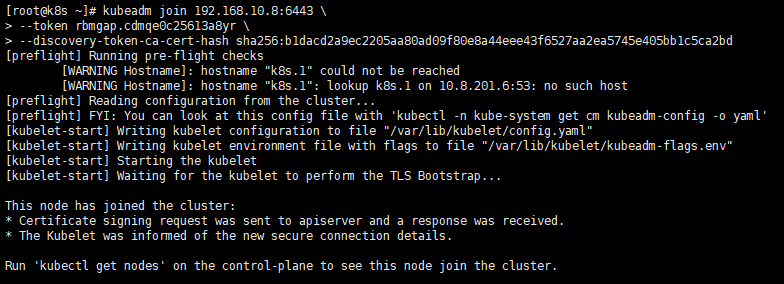 [root@k8s ~]# kubeadm join 192.168.10.8:6443 \
> --token rbmgap.cdmqe0c25613a8yr \
> --discovery-token-ca-cert-hash sha256:b1dacd2a9ec2205aa80ad09f80e8a44eee43f6527aa2ea5745e405bb1c5ca2bd
[preflight] Running pre-flight checks
        [WARNING Hostname]: hostname "k8s.1" could not be reached
        [WARNING Hostname]: hostname "k8s.1": lookup k8s.1 on 10.8.201.6:53: no such host
[preflight] Reading configuration from the cluster...
[preflight] FYI: You can look at this config file with 'kubectl -n kube-system get cm kubeadm-config -o yaml'
[kubelet-start] Writing kubelet configuration to file "/var/lib/kubelet/config.yaml"
[kubelet-start] Writing kubelet environment file with flags to file "/var/lib/kubelet/kubeadm-flags.env"
[kubelet-start] Starting the kubelet
[kubelet-start] Waiting for the kubelet to perform the TLS Bootstrap...

This node has joined the cluster:
* Certificate signing request was sent to apiserver and a response was received.
* The Kubelet was informed of the new secure connection details.

Run 'kubectl get nodes' on the control-plane to see this node join the cluster.